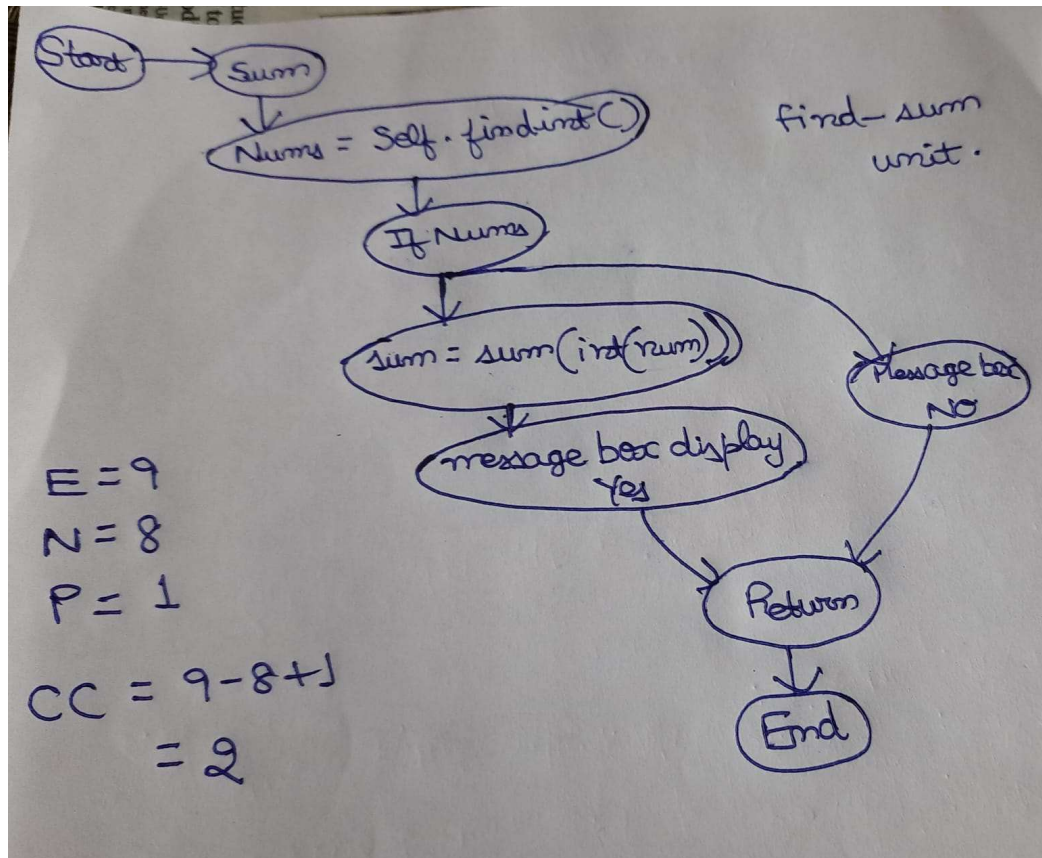 Start
Sum
Nums = Self.findint()
find-sum
unit.
If Nums
sum = sum(int(num))
Message box
NO
message box display
Yes
E = 9
N = 8
P = 1
Return
CC = 9-8+1
= 2
End